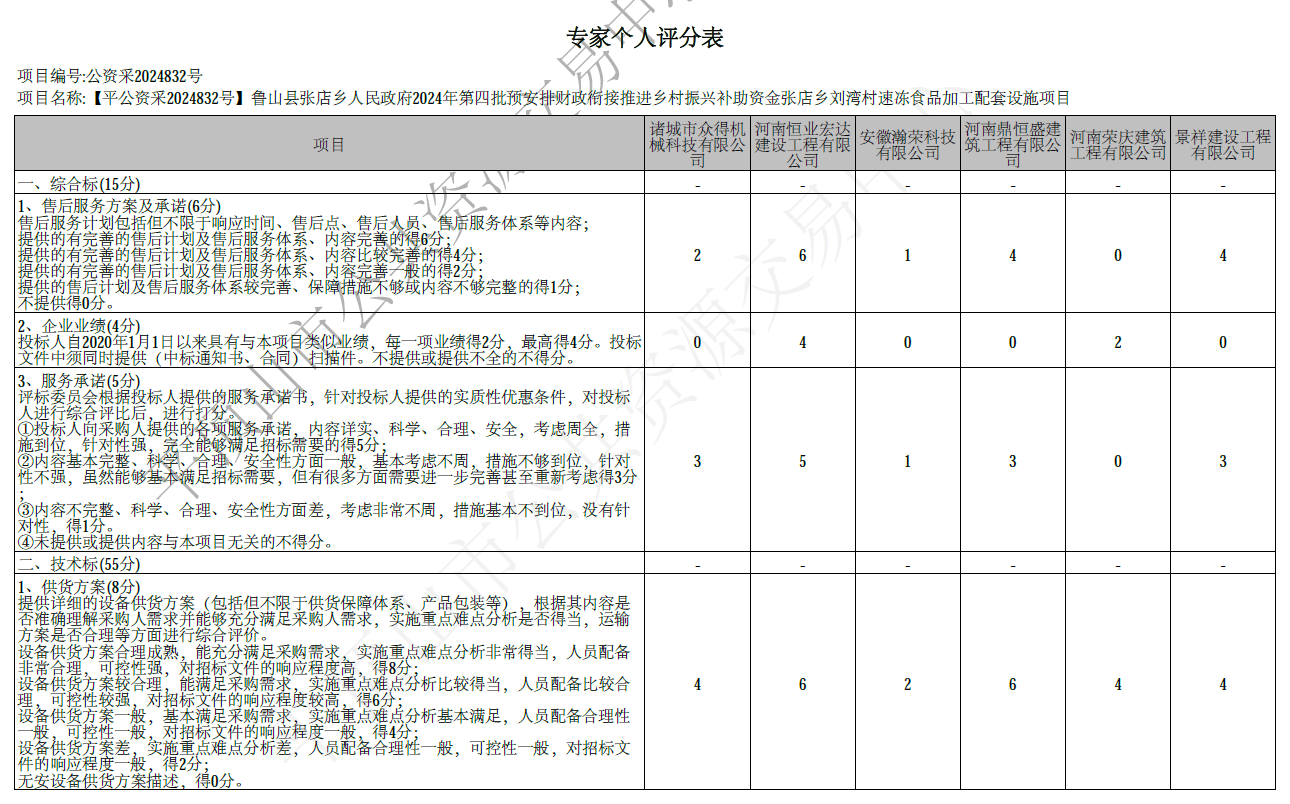 专家个人评分表
项目编号:公资采2024832号
项目名称:【平公资采2024832号】鲁山县张店乡人民政府2024年第四批预安排财政衔接推进乡村振兴补助资金张店乡刘湾村速冻食品加工配套设施项目
项目
诸城市众得机
械科技有限公
司
河南恒业宏达
建设工程有限
公司
安徽瀚荣科技
有限公司
河南鼎恒盛建
筑工程有限公
司
河南荣庆建筑
工程有限公司
景祥建设工程
有限公司
一、综合标(15分) - - - - - -
1、售后服务方案及承诺(6分)
售后服务计划包括但不限于响应时间、售后点、售后人员、售后服务体系等内容；
提供的有完善的售后计划及售后服务体系、内容完善的得6分；
提供的有完善的售后计划及售后服务体系、内容比较完善的得4分；
提供的有完善的售后计划及售后服务体系、内容完善一般的得2分；
提供的售后计划及售后服务体系较完善、保障措施不够或内容不够完整的得1分；
不提供得0分。
2 6 1 4 0 4
2、企业业绩(4分)
投标人自2020年1月1日以来具有与本项目类似业绩，每一项业绩得2分，最高得4分。投标
文件中须同时提供（中标通知书、合同）扫描件。不提供或提供不全的不得分。
0 4 0 0 2 0
3、服务承诺(5分)
评标委员会根据投标人提供的服务承诺书，针对投标人提供的实质性优惠条件，对投标
人进行综合评比后，进行打分。
①投标人向采购人提供的各项服务承诺，内容详实、科学、合理、安全，考虑周全，措
施到位，针对性强，完全能够满足招标需要的得5分；
②内容基本完整、科学、合理、安全性方面一般，基本考虑不周，措施不够到位，针对
性不强，虽然能够基本满足招标需要，但有很多方面需要进一步完善甚至重新考虑得3分
；
③内容不完整、科学、合理、安全性方面差，考虑非常不周，措施基本不到位，没有针
对性，得1分。
④未提供或提供内容与本项目无关的不得分。
3 5 1 3 0 3
二、技术标(55分) - - - - - -
1、供货方案(8分)
提供详细的设备供货方案（包括但不限于供货保障体系、产品包装等），根据其内容是
否准确理解采购人需求并能够充分满足采购人需求，实施重点难点分析是否得当，运输
方案是否合理等方面进行综合评价。
设备供货方案合理成熟，能充分满足采购需求，实施重点难点分析非常得当，人员配备
非常合理，可控性强，对招标文件的响应程度高，得8分；
设备供货方案较合理，能满足采购需求，实施重点难点分析比较得当，人员配备比较合
理，可控性较强，对招标文件的响应程度较高，得6分；
设备供货方案一般，基本满足采购需求，实施重点难点分析基本满足，人员配备合理性
一般，可控性一般，对招标文件的响应程度一般，得4分；
设备供货方案差，实施重点难点分析差，人员配备合理性一般，可控性一般，对招标文
件的响应程度一般，得2分；
无安设备供货方案描述，得0分。
4 6 2 6 4 4